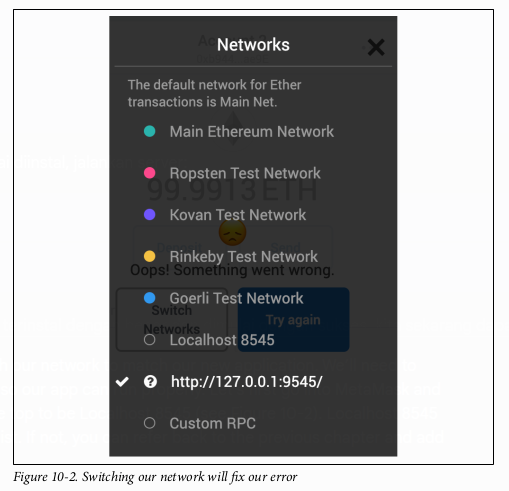 Networks
The default network for Ether
transactions is Main Net.
Main Ethereum Network
Ropsten Test Network
99.9913 ETH
Kovan Test Network
Rinkeby Test Network
Oops! Something went wrong.
Goerli Test Network
Switch
Networks
Try again
Localhost 8545
http://127.0.0.1:9545/
Custom RPC
Figure 10-2. Switching our network will fix our error